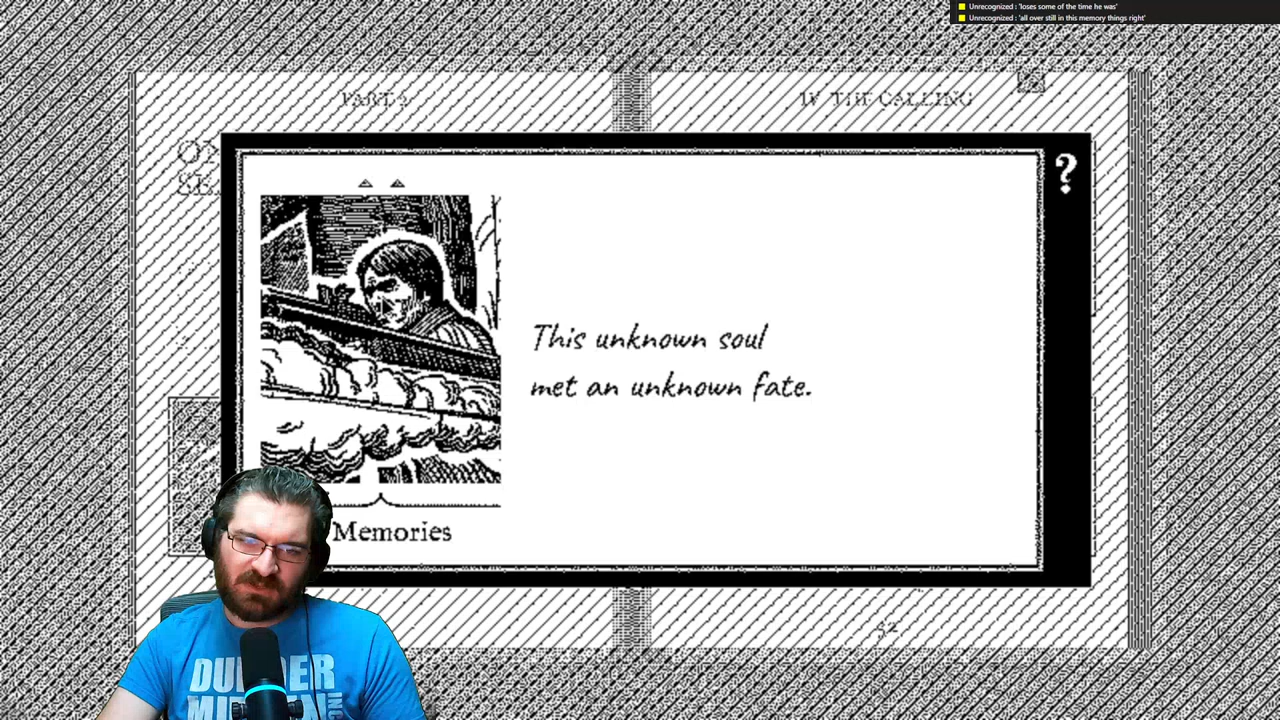 Unrecognized : 'loses some of the time he was'
Unrecognized : 'all over still in this memory things right'
IV THE CALLING
?
This unknown soul
met an unknown fate.
Memories
52